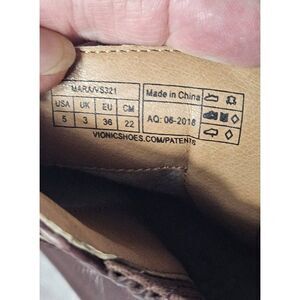 MARA/VS321
USA UK EU CM
5 3 36 22
Made in China
AQ: 06-2018
VIONICSHOES.COM/PATENTS